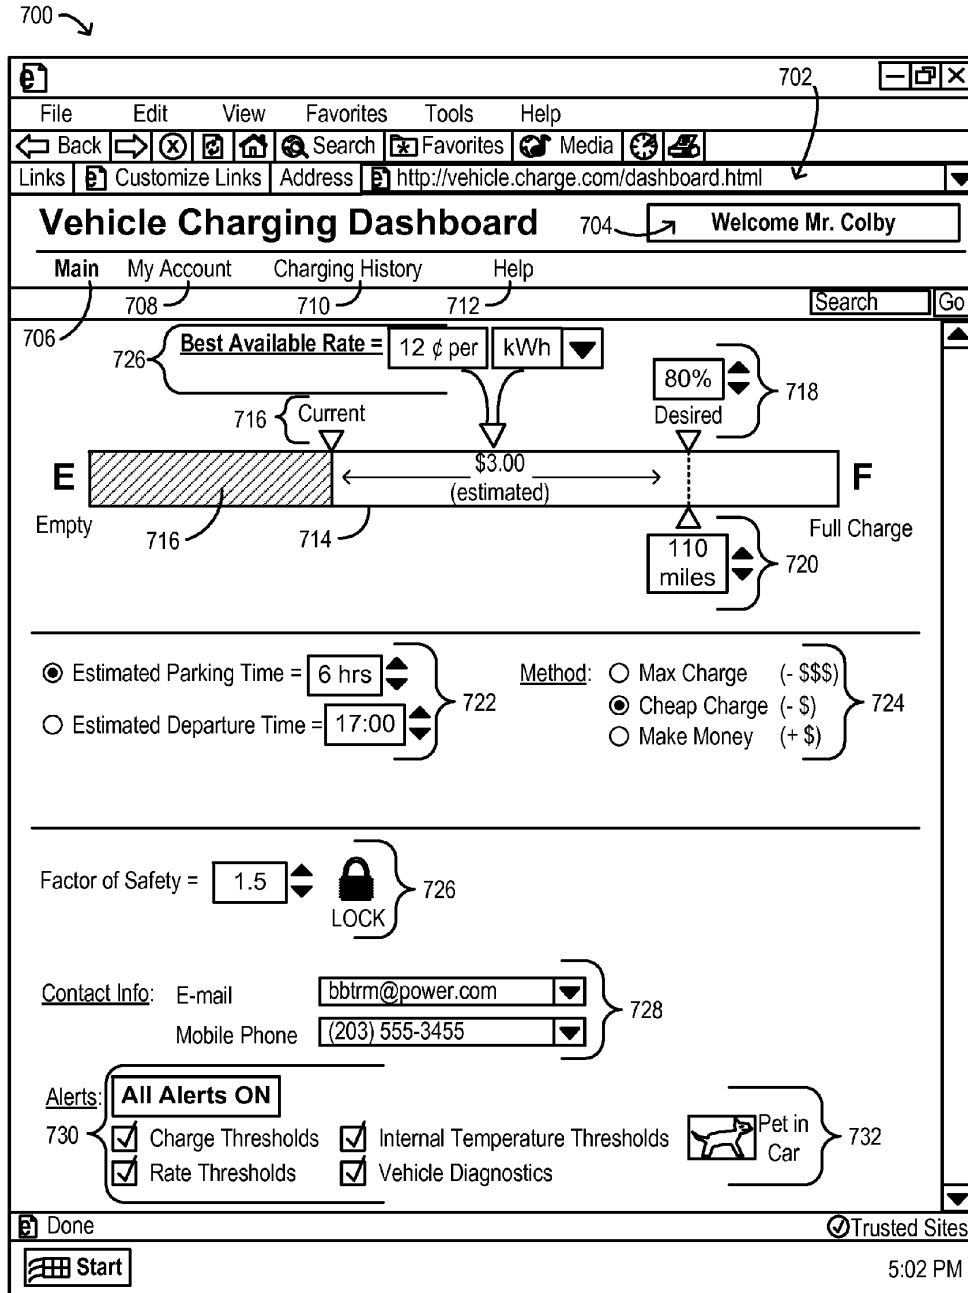 700
702
File Edit View Favorites Tools Help
Back Search Favorites Media
Links Customize Links Address http://vehicle.charge.com/dashboard.html
Vehicle Charging Dashboard 704 Welcome Mr. Colby
Main My Account Charging History Help
708 710 712 Search Go
706
726 Best Available Rate = 12 ¢ per kWh
80% 718
716 Current Desired
E $3.00 F
(estimated)
Empty 716 714 Full Charge
110 720
miles
Estimated Parking Time = 6 hrs Method: Max Charge (- $$$)
722 Cheap Charge (- $) 724
Estimated Departure Time = 17:00 Make Money (+ $)
Factor of Safety = 1.5 726
LOCK
Contact Info: E-mail bbtrm@power.com
728
Mobile Phone (203) 555-3455
Alerts: All Alerts ON
730 Charge Thresholds Internal Temperature Thresholds Pet in 732
Car
Rate Thresholds Vehicle Diagnostics
Done Trusted Sites
Start 5:02 PM